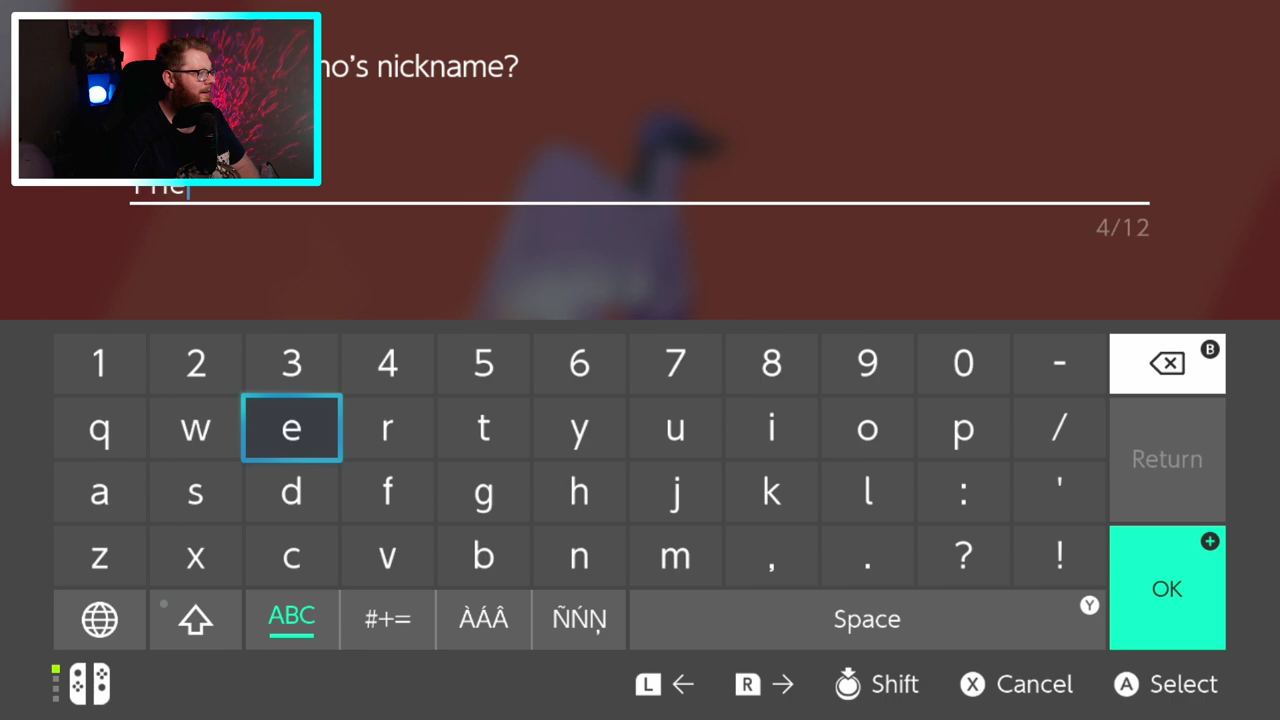 nickname?
4/12
1 2 3 4 5 6 7 8 9 0 - B
q w e r t y u i o p / Return
a s d f g h j k l : '
z x c v b n m , . ? ! + OK
ABC #+= ÀÁÂ ÑŃŅ Space Y
L ← R → Shift X Cancel A Select